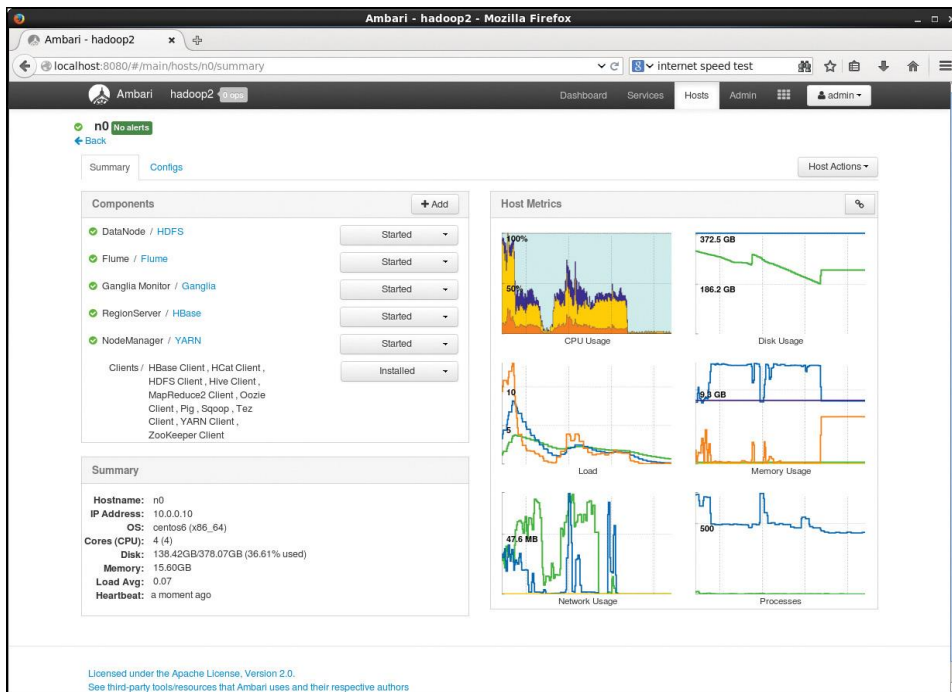 Ambari - hadoop2 - Mozilla Firefox
Ambari - hadoop2
localhost:8080/#/main/hosts/n0/summary
internet speed test
Ambari hadoop2 0 ops
Dashboard Services Hosts Admin admin
n0 No alerts
Back
Summary Configs
Host Actions
Components
+ Add
DataNode / HDFS
Started
Flume / Flume
Started
Ganglia Monitor / Ganglia
Started
RegionServer / HBase
Started
NodeManager / YARN
Started
Clients / HBase Client , HCat Client ,
Installed
HDFS Client , Hive Client ,
MapReduce2 Client , Oozie
Client , Pig , Sqoop , Tez
Client , YARN Client ,
ZooKeeper Client
Summary
Hostname: n0
IP Address: 10.0.0.10
OS: centos6 (x86_64)
Cores (CPU): 4 (4)
Disk: 138.42GB/378.07GB (36.61% used)
Memory: 15.60GB
Load Avg: 0.07
Heartbeat: a moment ago
Host Metrics
100%
50%
CPU Usage
372.5 GB
186.2 GB
Disk Usage
10
5
Load
9.3 GB
Memory Usage
47.6 MB
Network Usage
500
Processes
Licensed under the Apache License, Version 2.0.
See third-party tools/resources that Ambari uses and their respective authors